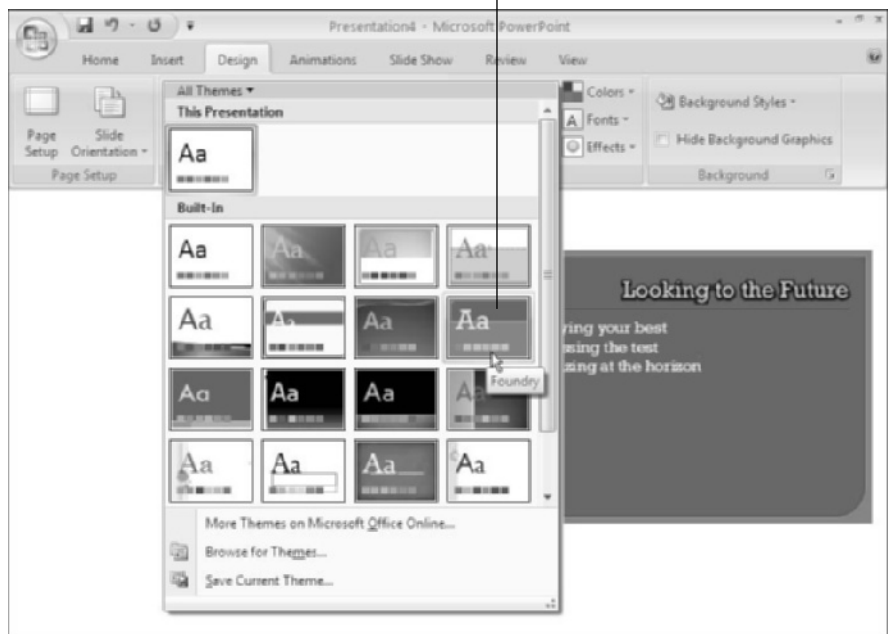 Presentation4 - Microsoft PowerPoint
Home Insert Design Animations Slide Show Review View
All Themes
This Presentation
Aa
Built-In
Aa Aa Aa Aa
Aa Aa Aa Aa
Aa Aa Aa Aa
Aa Aa Aa Aa
Foundry
More Themes on Microsoft Office Online...
Browse for Themes...
Save Current Theme...
Page
Setup
Slide
Orientation
Page Setup
Colors
Fonts
Effects
Background Styles
Hide Background Graphics
Background
Looking to the Future
ying your best
sing the test
zing at the horison